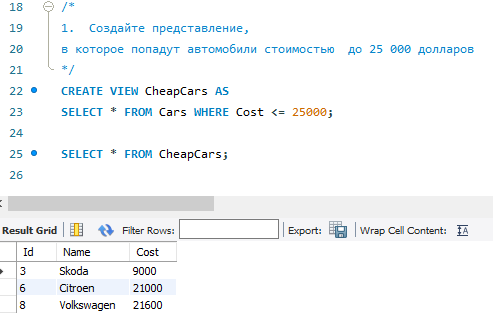 18 /*
19 1. Создайте представление,
20 в которое попадут автомобили стоимостью до 25 000 долларов
21 */
22 CREATE VIEW CheapCars AS
23 SELECT * FROM Cars WHERE Cost <= 25000;
24
25 SELECT * FROM CheapCars;
26
Result Grid Filter Rows: Export: Wrap Cell Content:
Id Name Cost
3 Skoda 9000
6 Citroen 21000
8 Volkswagen 21600